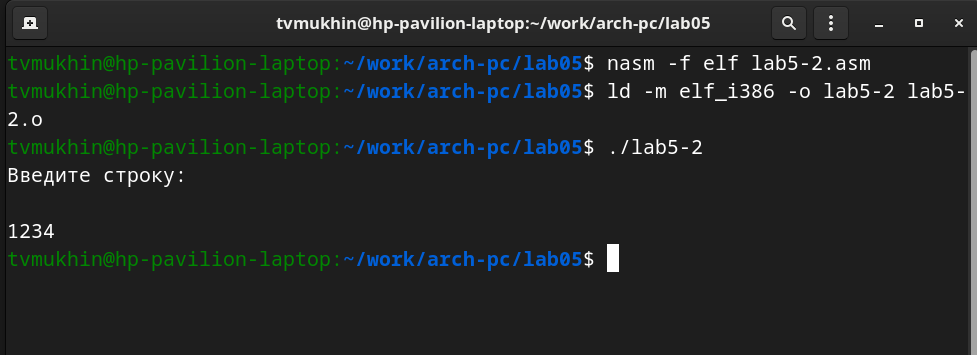 tvmukhin@hp-pavilion-laptop:~/work/arch-pc/lab05
tvmukhin@hp-pavilion-laptop:~/work/arch-pc/lab05$ nasm -f elf lab5-2.asm
tvmukhin@hp-pavilion-laptop:~/work/arch-pc/lab05$ ld -m elf_i386 -o lab5-2 lab5-
2.o
tvmukhin@hp-pavilion-laptop:~/work/arch-pc/lab05$ ./lab5-2
Введите строку:
1234
tvmukhin@hp-pavilion-laptop:~/work/arch-pc/lab05$